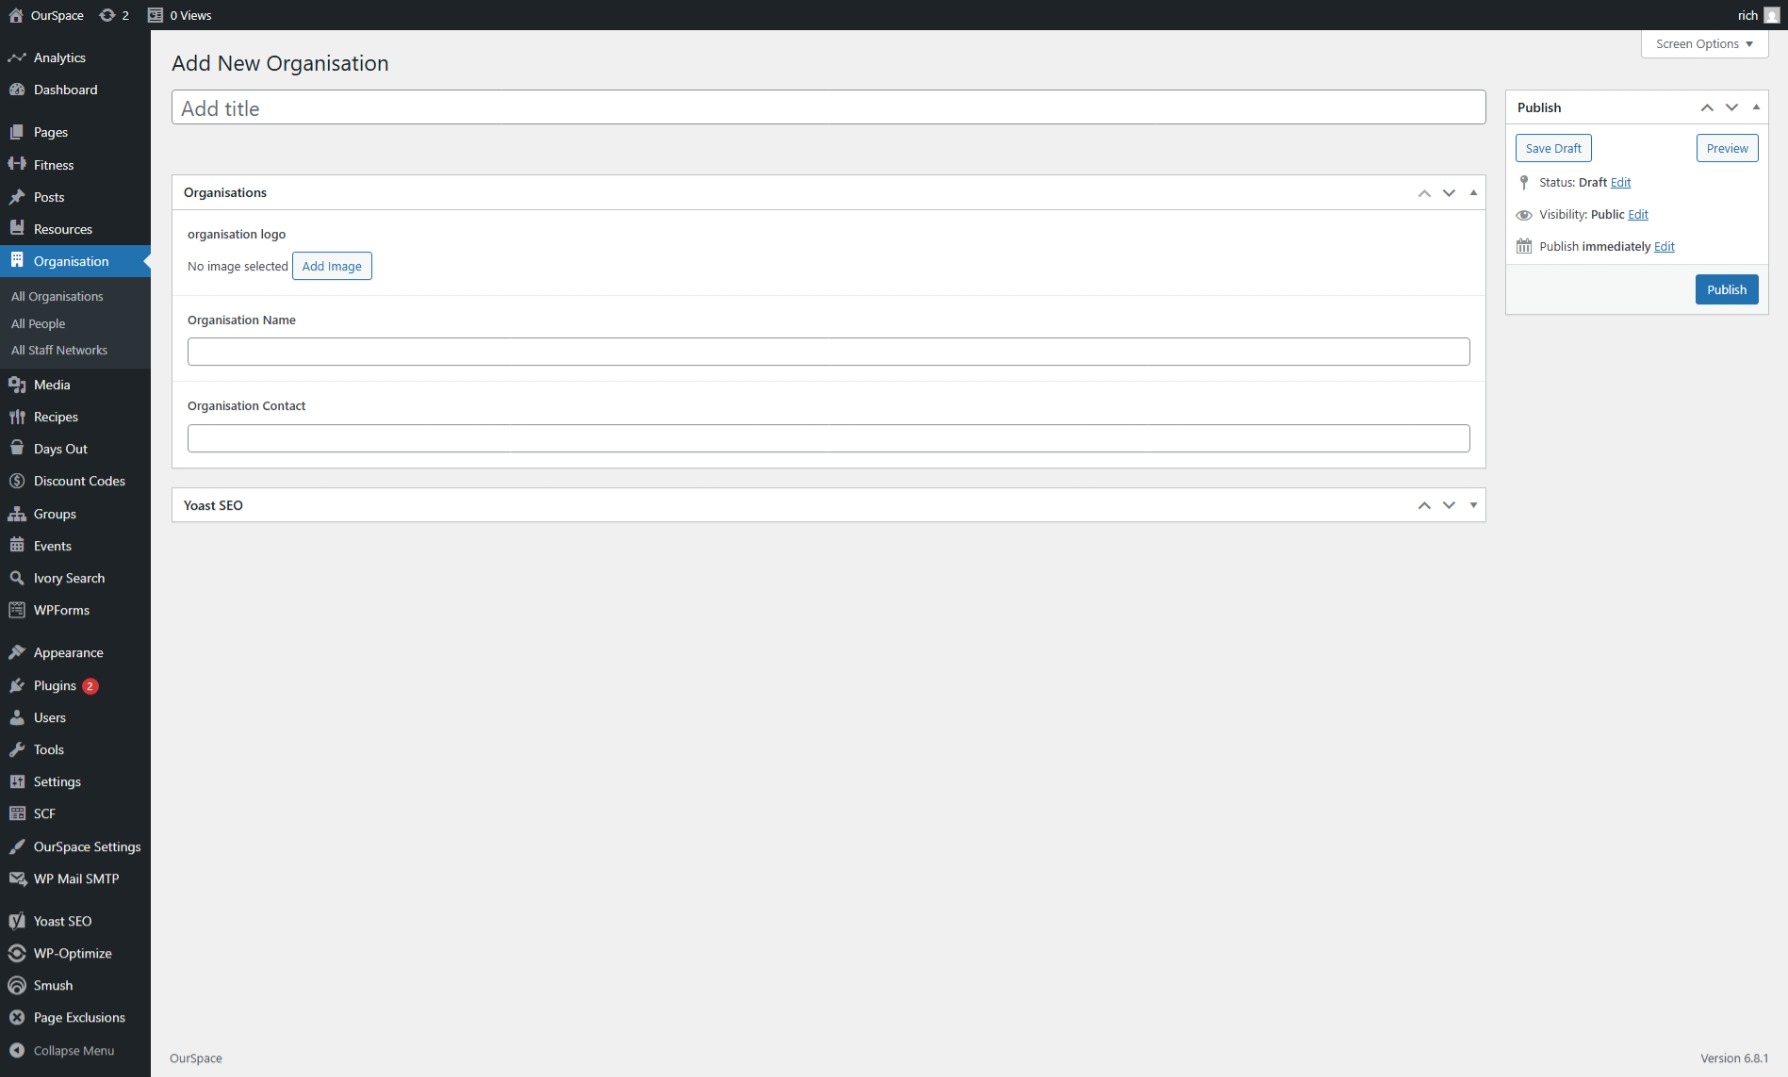 OurSpace 2 0 Views rich
Screen Options
Analytics
Dashboard
Pages
Fitness
Posts
Resources
Organisation
All Organisations
All People
All Staff Networks
Media
Recipes
Days Out
Discount Codes
Groups
Events
Ivory Search
WPForms
Appearance
Plugins 2
Users
Tools
Settings
SCF
OurSpace Settings
WP Mail SMTP
Yoast SEO
WP-Optimize
Smush
Page Exclusions
Collapse Menu
Add New Organisation
Add title
Organisations
organisation logo
No image selected Add Image
Organisation Name
Organisation Contact
Yoast SEO
Publish
Save Draft Preview
Status: Draft Edit
Visibility: Public Edit
Publish immediately Edit
Publish
OurSpace Version 6.8.1